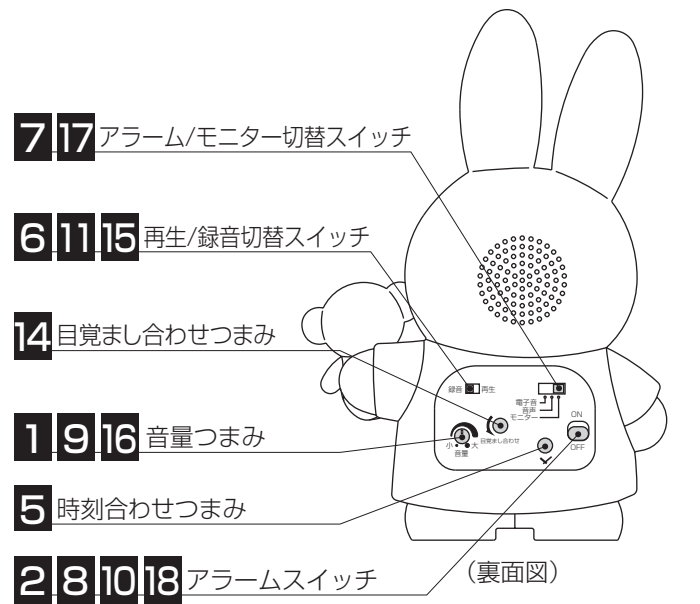 7 17 アラーム/モニター切替スイッチ
6 11 15 再生/録音切替スイッチ
14 目覚まし合わせつまみ
1 9 16 音量つまみ
5 時刻合わせつまみ
2 8 10 18 アラームスイッチ
録音 再生
電子音
音声
モニター
ON
OFF
目覚まし合わせ
小 大
音量
(裏面図)